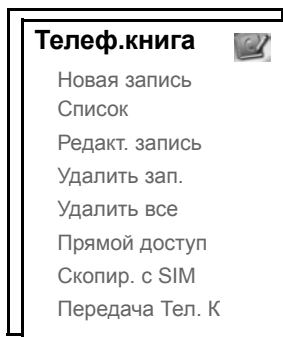 Телеф.книга
Новая запись
Список
Редакт. запись
Удалить зап.
Удалить все
Прямой доступ
Скопир. с SIM
Передача Тел. К